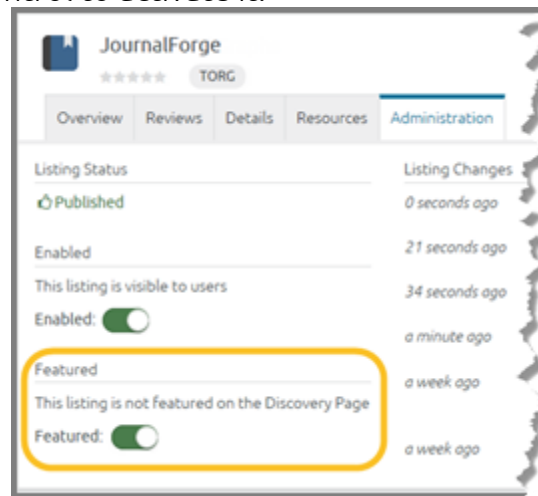 JournalForge
TORG
Overview Reviews Details Resources Administration
Listing Status
Published
Enabled
This listing is visible to users
Enabled:
Featured
This listing is not featured on the Discovery Page
Featured:
Listing Changes
0 seconds ago
21 seconds ago
34 seconds ago
a minute ago
a week ago
a week ago